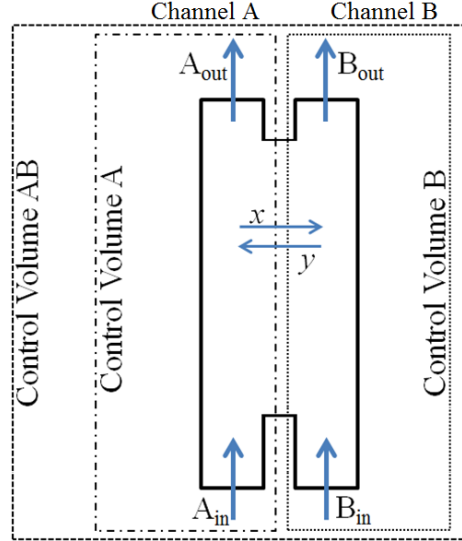 Channel A
Channel B
Aout
Bout
Control Volume AB
Control Volume A
x
y
Control Volume B
Ain
Bin